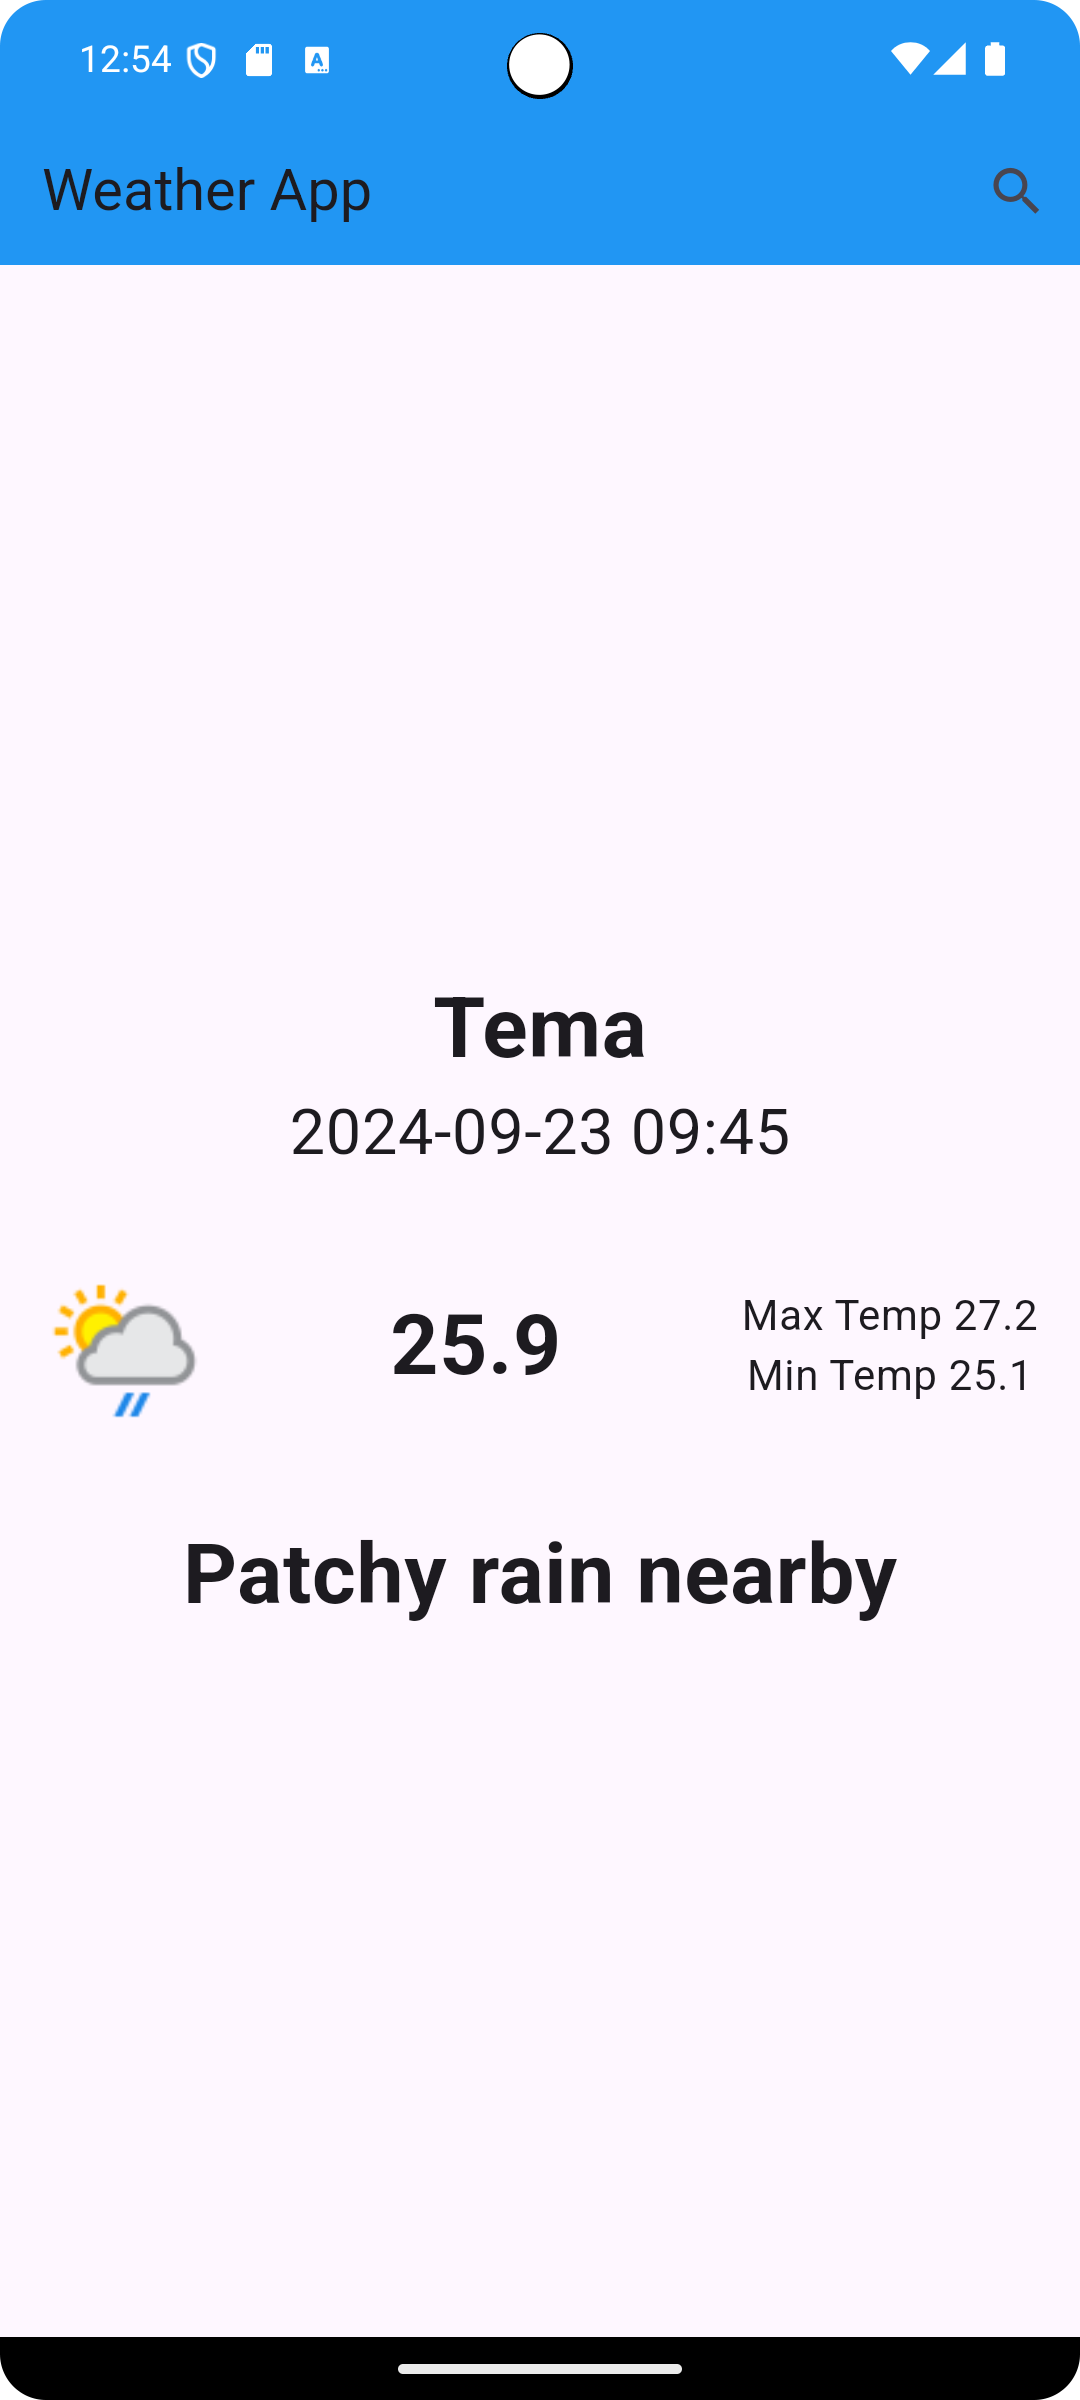 12:54
Weather App
Tema
2024-09-23 09:45
25.9
Max Temp 27.2
Min Temp 25.1
Patchy rain nearby